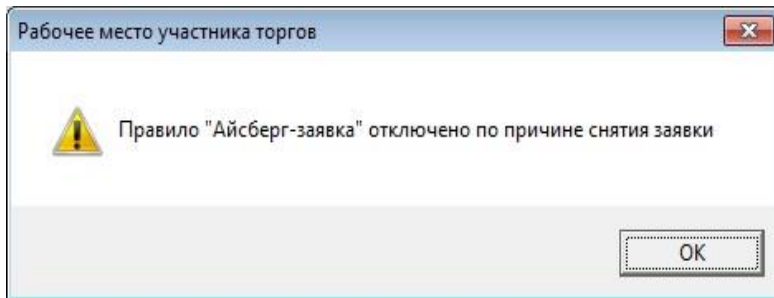 Рабочее место участника торгов
Правило "Айсберг-заявка" отключено по причине снятия заявки
OK